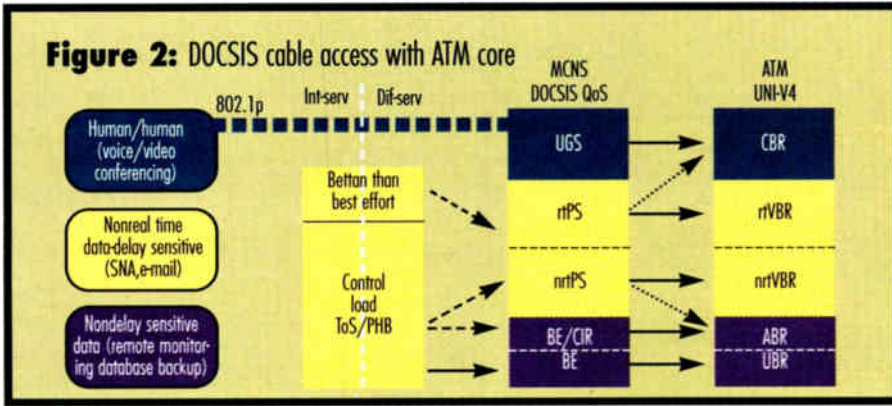 Figure 2: DOCSIS cable access with ATM core
802.1p
Int-serv
Dif-serv
MCNS
DOCSIS QoS
ATM
UNI-V4
Human/human
(voice/video
conferencing)
Nonreal time
data-delay sensitive
(SNA,e-mail)
Nondelay sensitive
data (remote monitor-
ing database backup)
Bettan than
best effort
Control
load
ToS/PHB
UGS
rtPS
nrtPS
BE/CIR
BE
CBR
rtVBR
nrtVBR
ABR
UBR